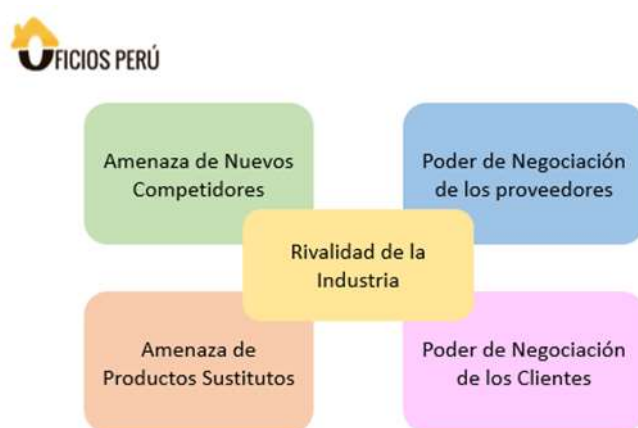 OFICIOS PERÚ
Amenaza de Nuevos
Competidores
Poder de Negociación
de los proveedores
Rivalidad de la
Industria
Amenaza de
Productos Sustitutos
Poder de Negociación
de los Clientes